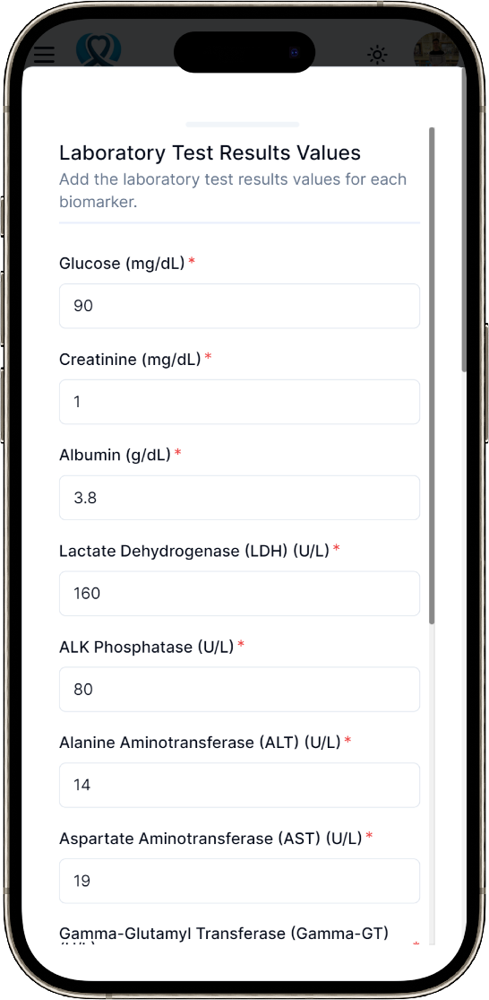 Laboratory Test Results Values
Add the laboratory test results values for each
biomarker.
Glucose (mg/dL) *
90
Creatinine (mg/dL) *
1
Albumin (g/dL) *
3.8
Lactate Dehydrogenase (LDH) (U/L) *
160
ALK Phosphatase (U/L) *
80
Alanine Aminotransferase (ALT) (U/L) *
14
Aspartate Aminotransferase (AST) (U/L) *
19
Gamma-Glutamyl Transferase (Gamma-GT)